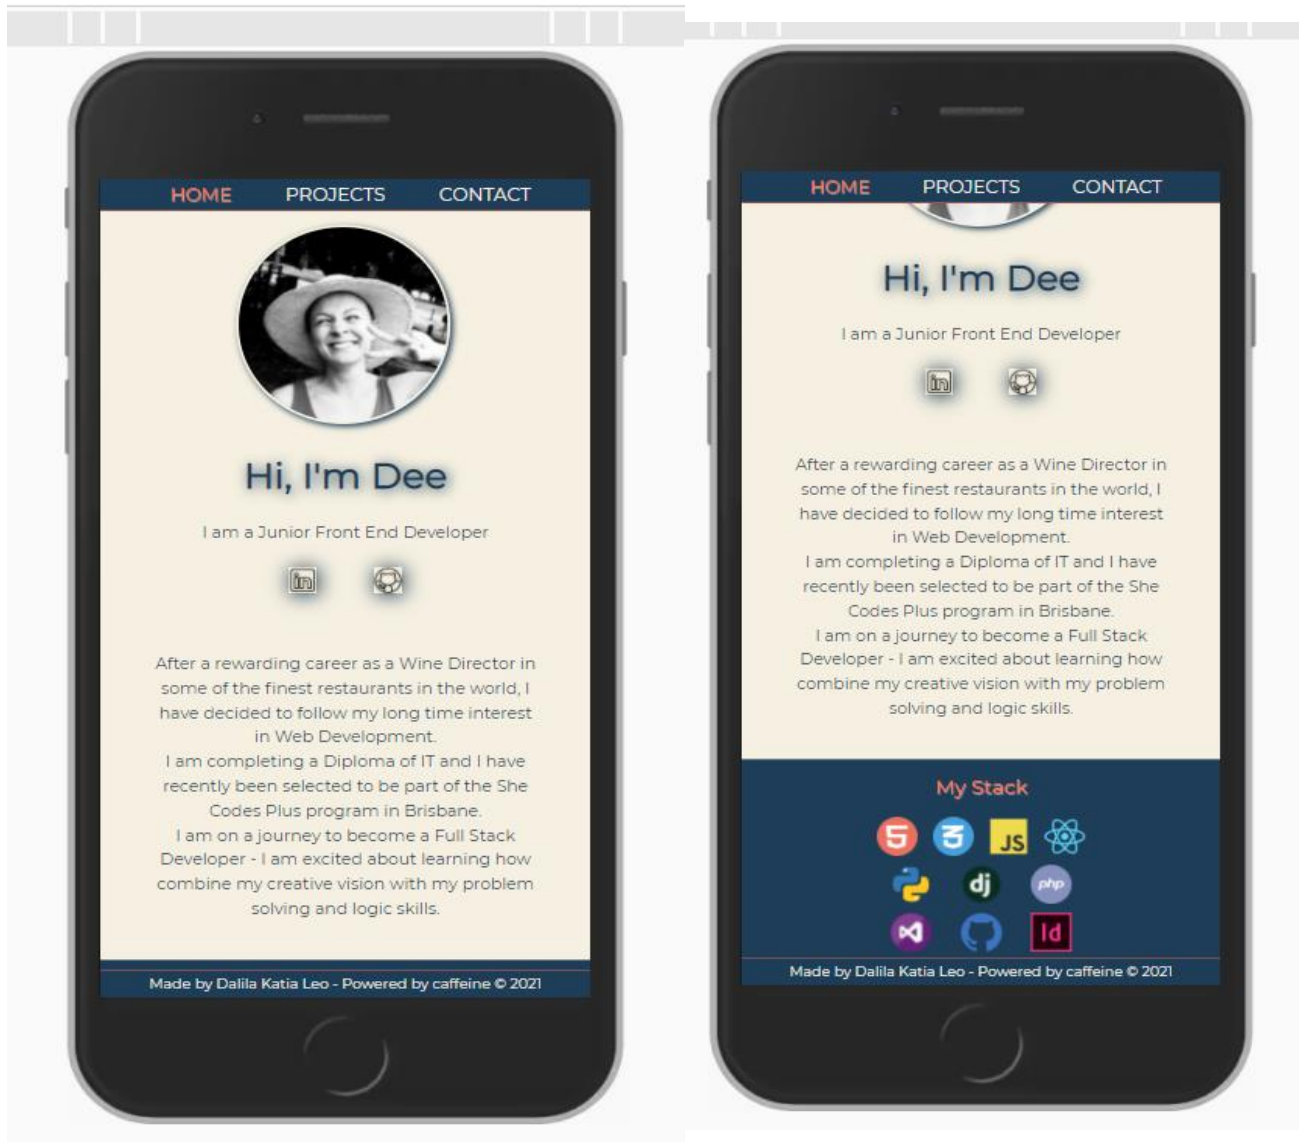 HOME PROJECTS CONTACT
Hi, I'm Dee
I am a Junior Front End Developer
in
After a rewarding career as a Wine Director in
some of the finest restaurants in the world, I
have decided to follow my long time interest
in Web Development.
I am completing a Diploma of IT and I have
recently been selected to be part of the She
Codes Plus program in Brisbane.
I am on a journey to become a Full Stack
Developer - I am excited about learning how
combine my creative vision with my problem
solving and logic skills.
Made by Dalila Katia Leo - Powered by caffeine © 2021
HOME PROJECTS CONTACT
Hi, I'm Dee
I am a Junior Front End Developer
in
After a rewarding career as a Wine Director in
some of the finest restaurants in the world, I
have decided to follow my long time interest
in Web Development.
I am completing a Diploma of IT and I have
recently been selected to be part of the She
Codes Plus program in Brisbane.
I am on a journey to become a Full Stack
Developer - I am excited about learning how
combine my creative vision with my problem
solving and logic skills.
My Stack
5 3 JS
dj php
Id
Made by Dalila Katia Leo - Powered by caffeine © 2021